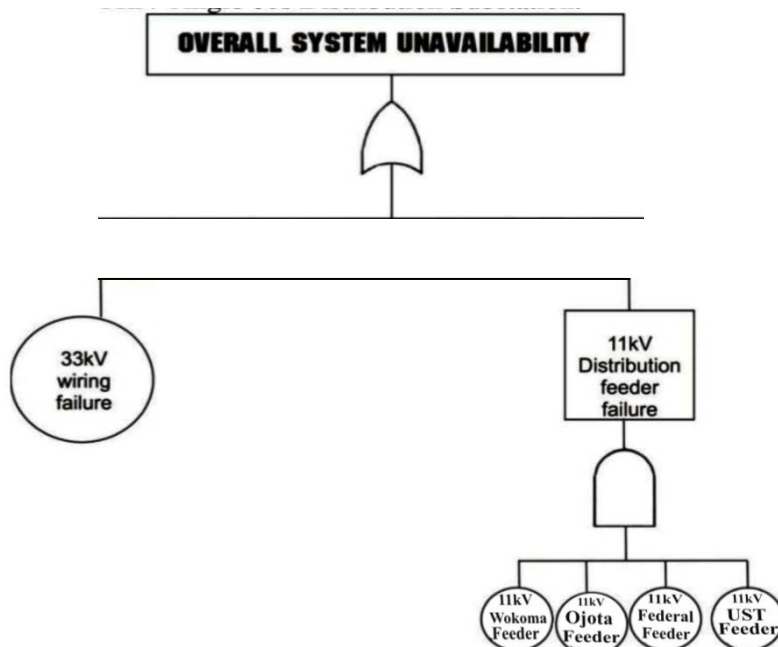 OVERALL SYSTEM UNAVAILABILITY
33kV
wiring
failure
11kV
Distribution
feeder
failure
11kV
Wokoma
Feeder
11kV
Ojota
Feeder
11kV
Federal
Feeder
11kV
UST
Feeder